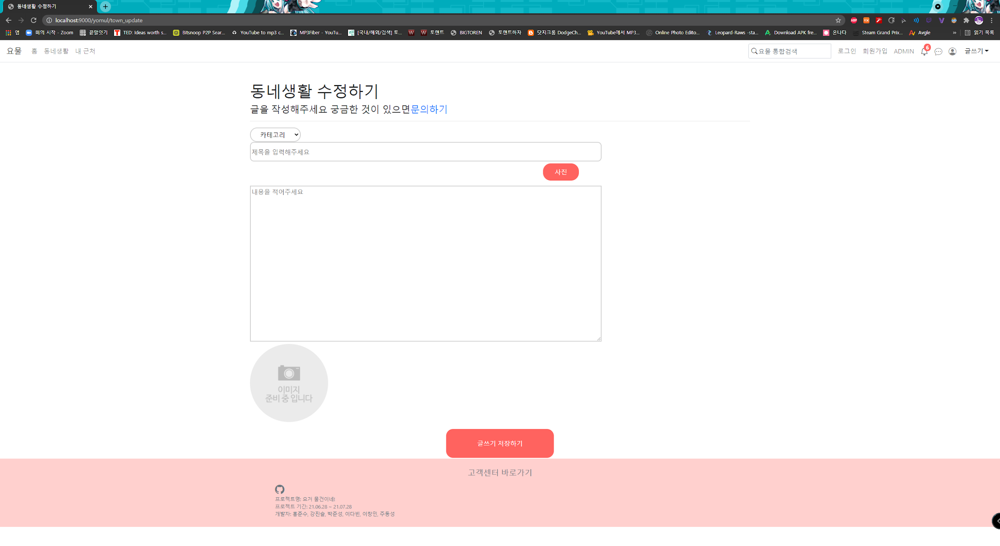 동네생활 수정하기
localhost:9000/yomul/town_update
앱 회의 시작 - Zoom 끝말잇기 TED: Ideas worth s... Bitsnoop P2P Sear... YouTube to mp3 c... MP3Fiber - YouTu... [국내/해외/검색] 토... 토렌트 BIGTOREN 토렌트하자 닷지크롬 DodgeCh... YouTube에서 MP3... Online Photo Edito... Leopard-Raws -sta... Download APK fre... 온나다 Steam Grand Prix... Avgle » 읽기 목록
요물 홈 동네생활 내 근처 요물 통합검색 로그인 회원가입 ADMIN 6 글쓰기
동네생활 수정하기
글을 작성해주세요 궁금한 것이 있으면문의하기
카테고리
제목을 입력해주세요
사진
내용을 적어주세요
이미지
준비 중 입니다
글쓰기 저장하기
고객센터 바로가기
프로젝트명: 요거 물건이네!
프로젝트 기간: 21.06.28 ~ 21.07.28
개발자: 홍준수, 강진슬, 박준성, 이다빈, 이창민, 주동성